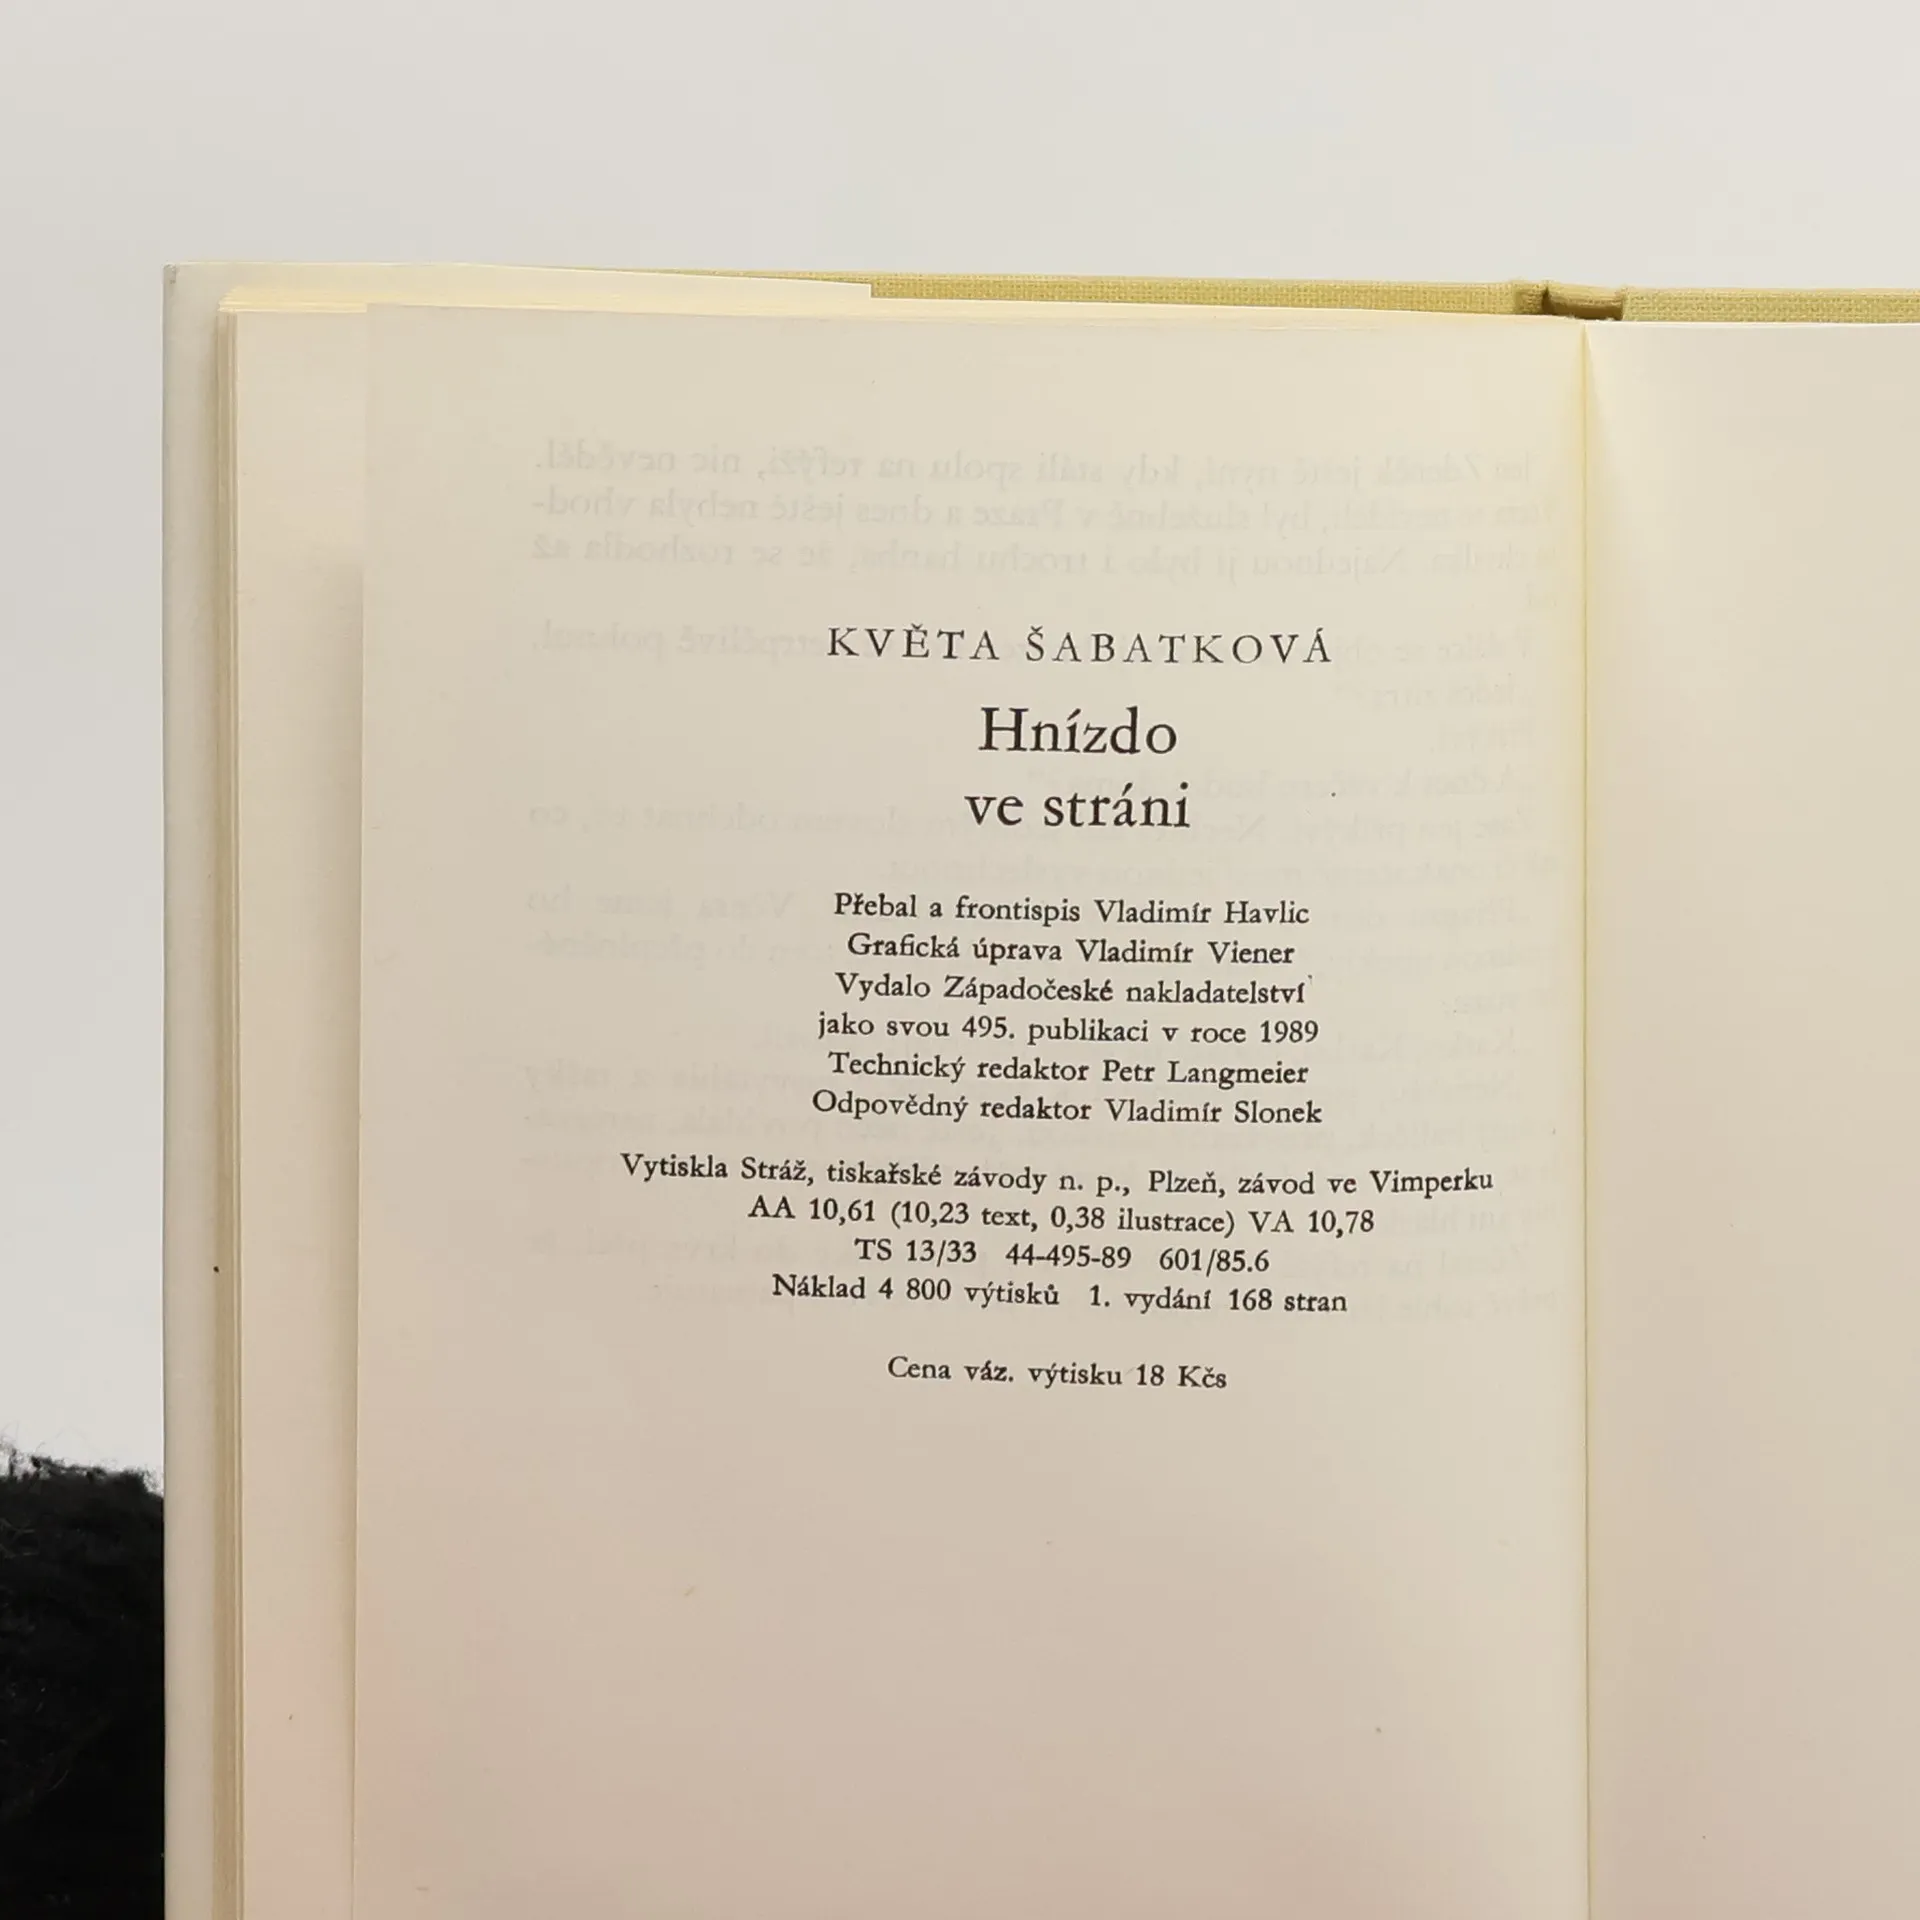 KVĚTA ŠABATKOVÁ
Hnízdo
ve stráni
Přebal a frontispis Vladimír Havlic
Grafická úprava Vladimír Viener
Vydalo Západočeské nakladatelství
jako svou 495. publikaci v roce 1989
Technický redaktor Petr Langmeier
Odpovědný redaktor Vladimír Slonek
Vytiskla Stráž, tiskařské závody n. p., Plzeň, závod ve Vimperku
AA 10,61 (10,23 text, 0,38 ilustrace) VA 10,78
TS 13/33 44-495-89 601/85.6
Náklad 4 800 výtisků 1. vydání 168 stran
Cena váz. výtisku 18 Kčs